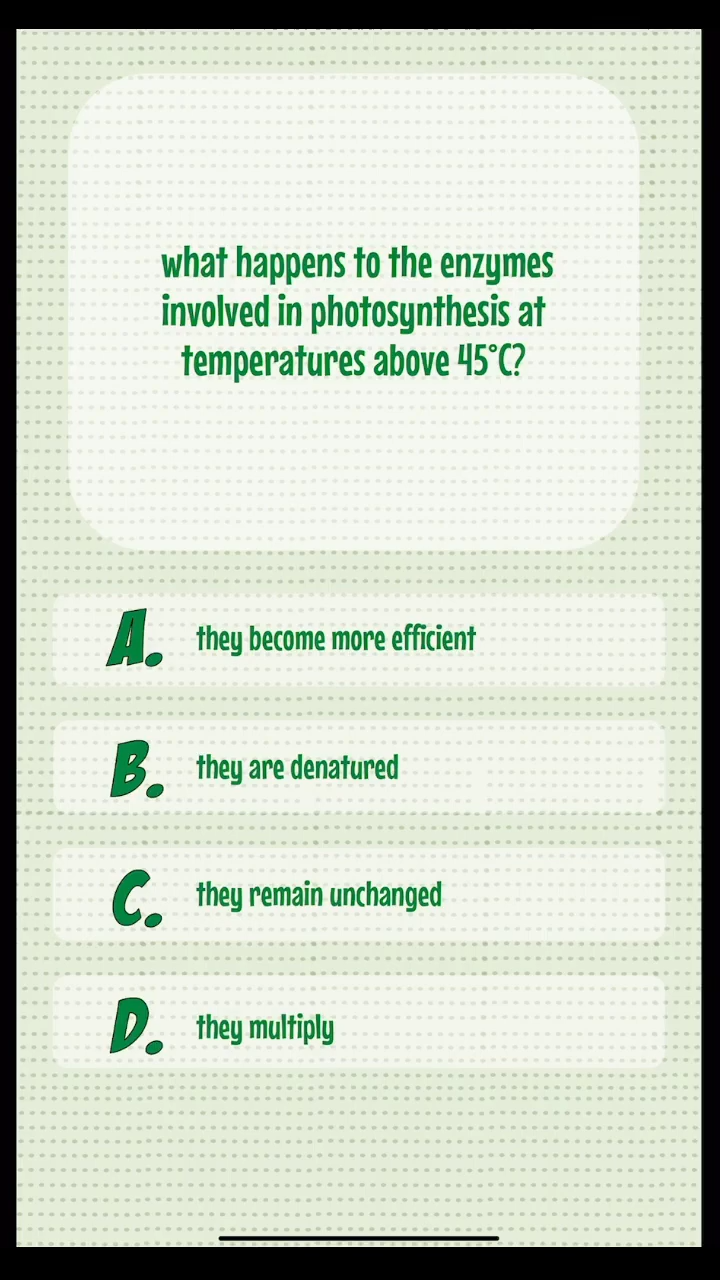 what happens to the enzymes
involved in photosynthesis at
temperatures above 45°C?
A. they become more efficient
B. they are denatured
C. they remain unchanged
D. they multiply